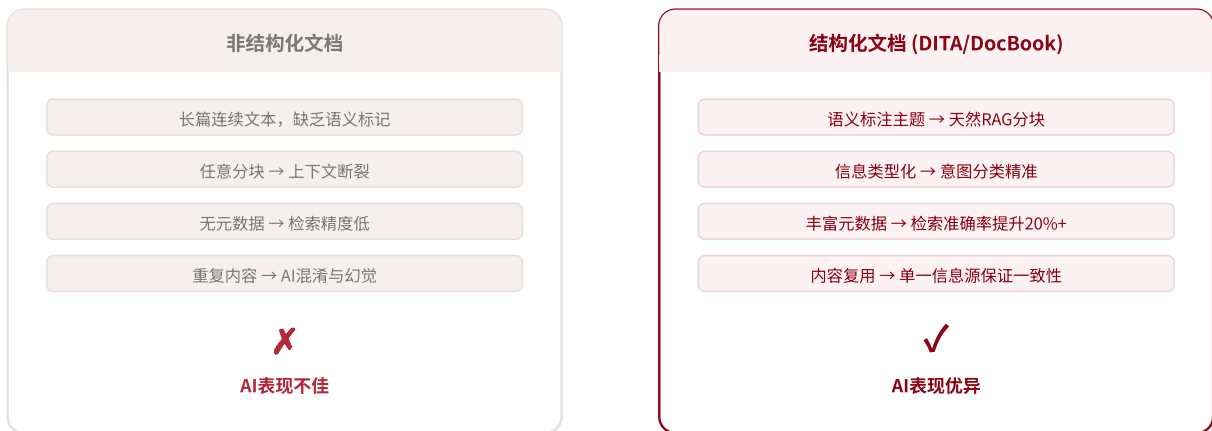 非结构化文档
长篇连续文本，缺乏语义标记
任意分块 → 上下文断裂
无元数据 → 检索精度低
重复内容 → AI混淆与幻觉
✗
AI表现不佳
结构化文档 (DITA/DocBook)
语义标注主题 → 天然RAG分块
信息类型化 → 意图分类精准
丰富元数据 → 检索准确率提升20%+
内容复用 → 单一信息源保证一致性
✓
AI表现优异